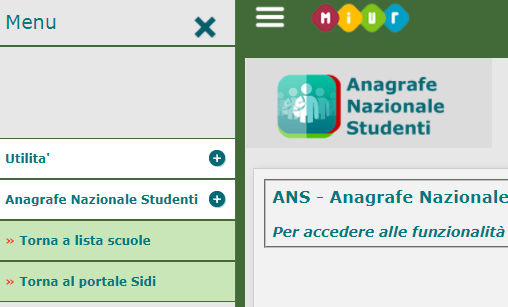 Menu
MIUR
Anagrafe
Nazionale
Studenti
Utilita'
Anagrafe Nazionale Studenti
» Torna a lista scuole
» Torna al portale Sidi
ANS - Anagrafe Nazionale
Per accedere alle funzionalità